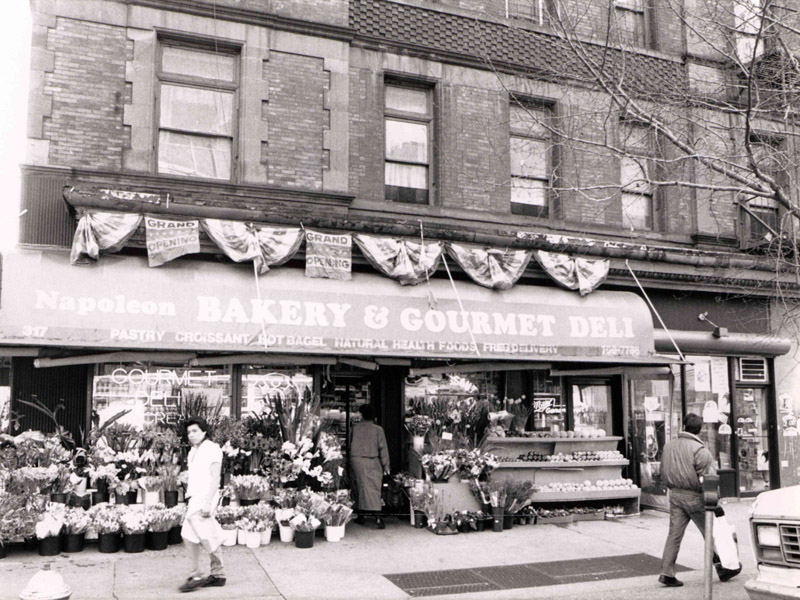 GRAND
OPENING
GRAND
OPENING
Napoleon BAKERY & GOURMET DELI
317 PASTRY CROISSANT HOT BAGEL NATURAL HEALTH FOODS FREE DELIVERY
GOURMET
DELI